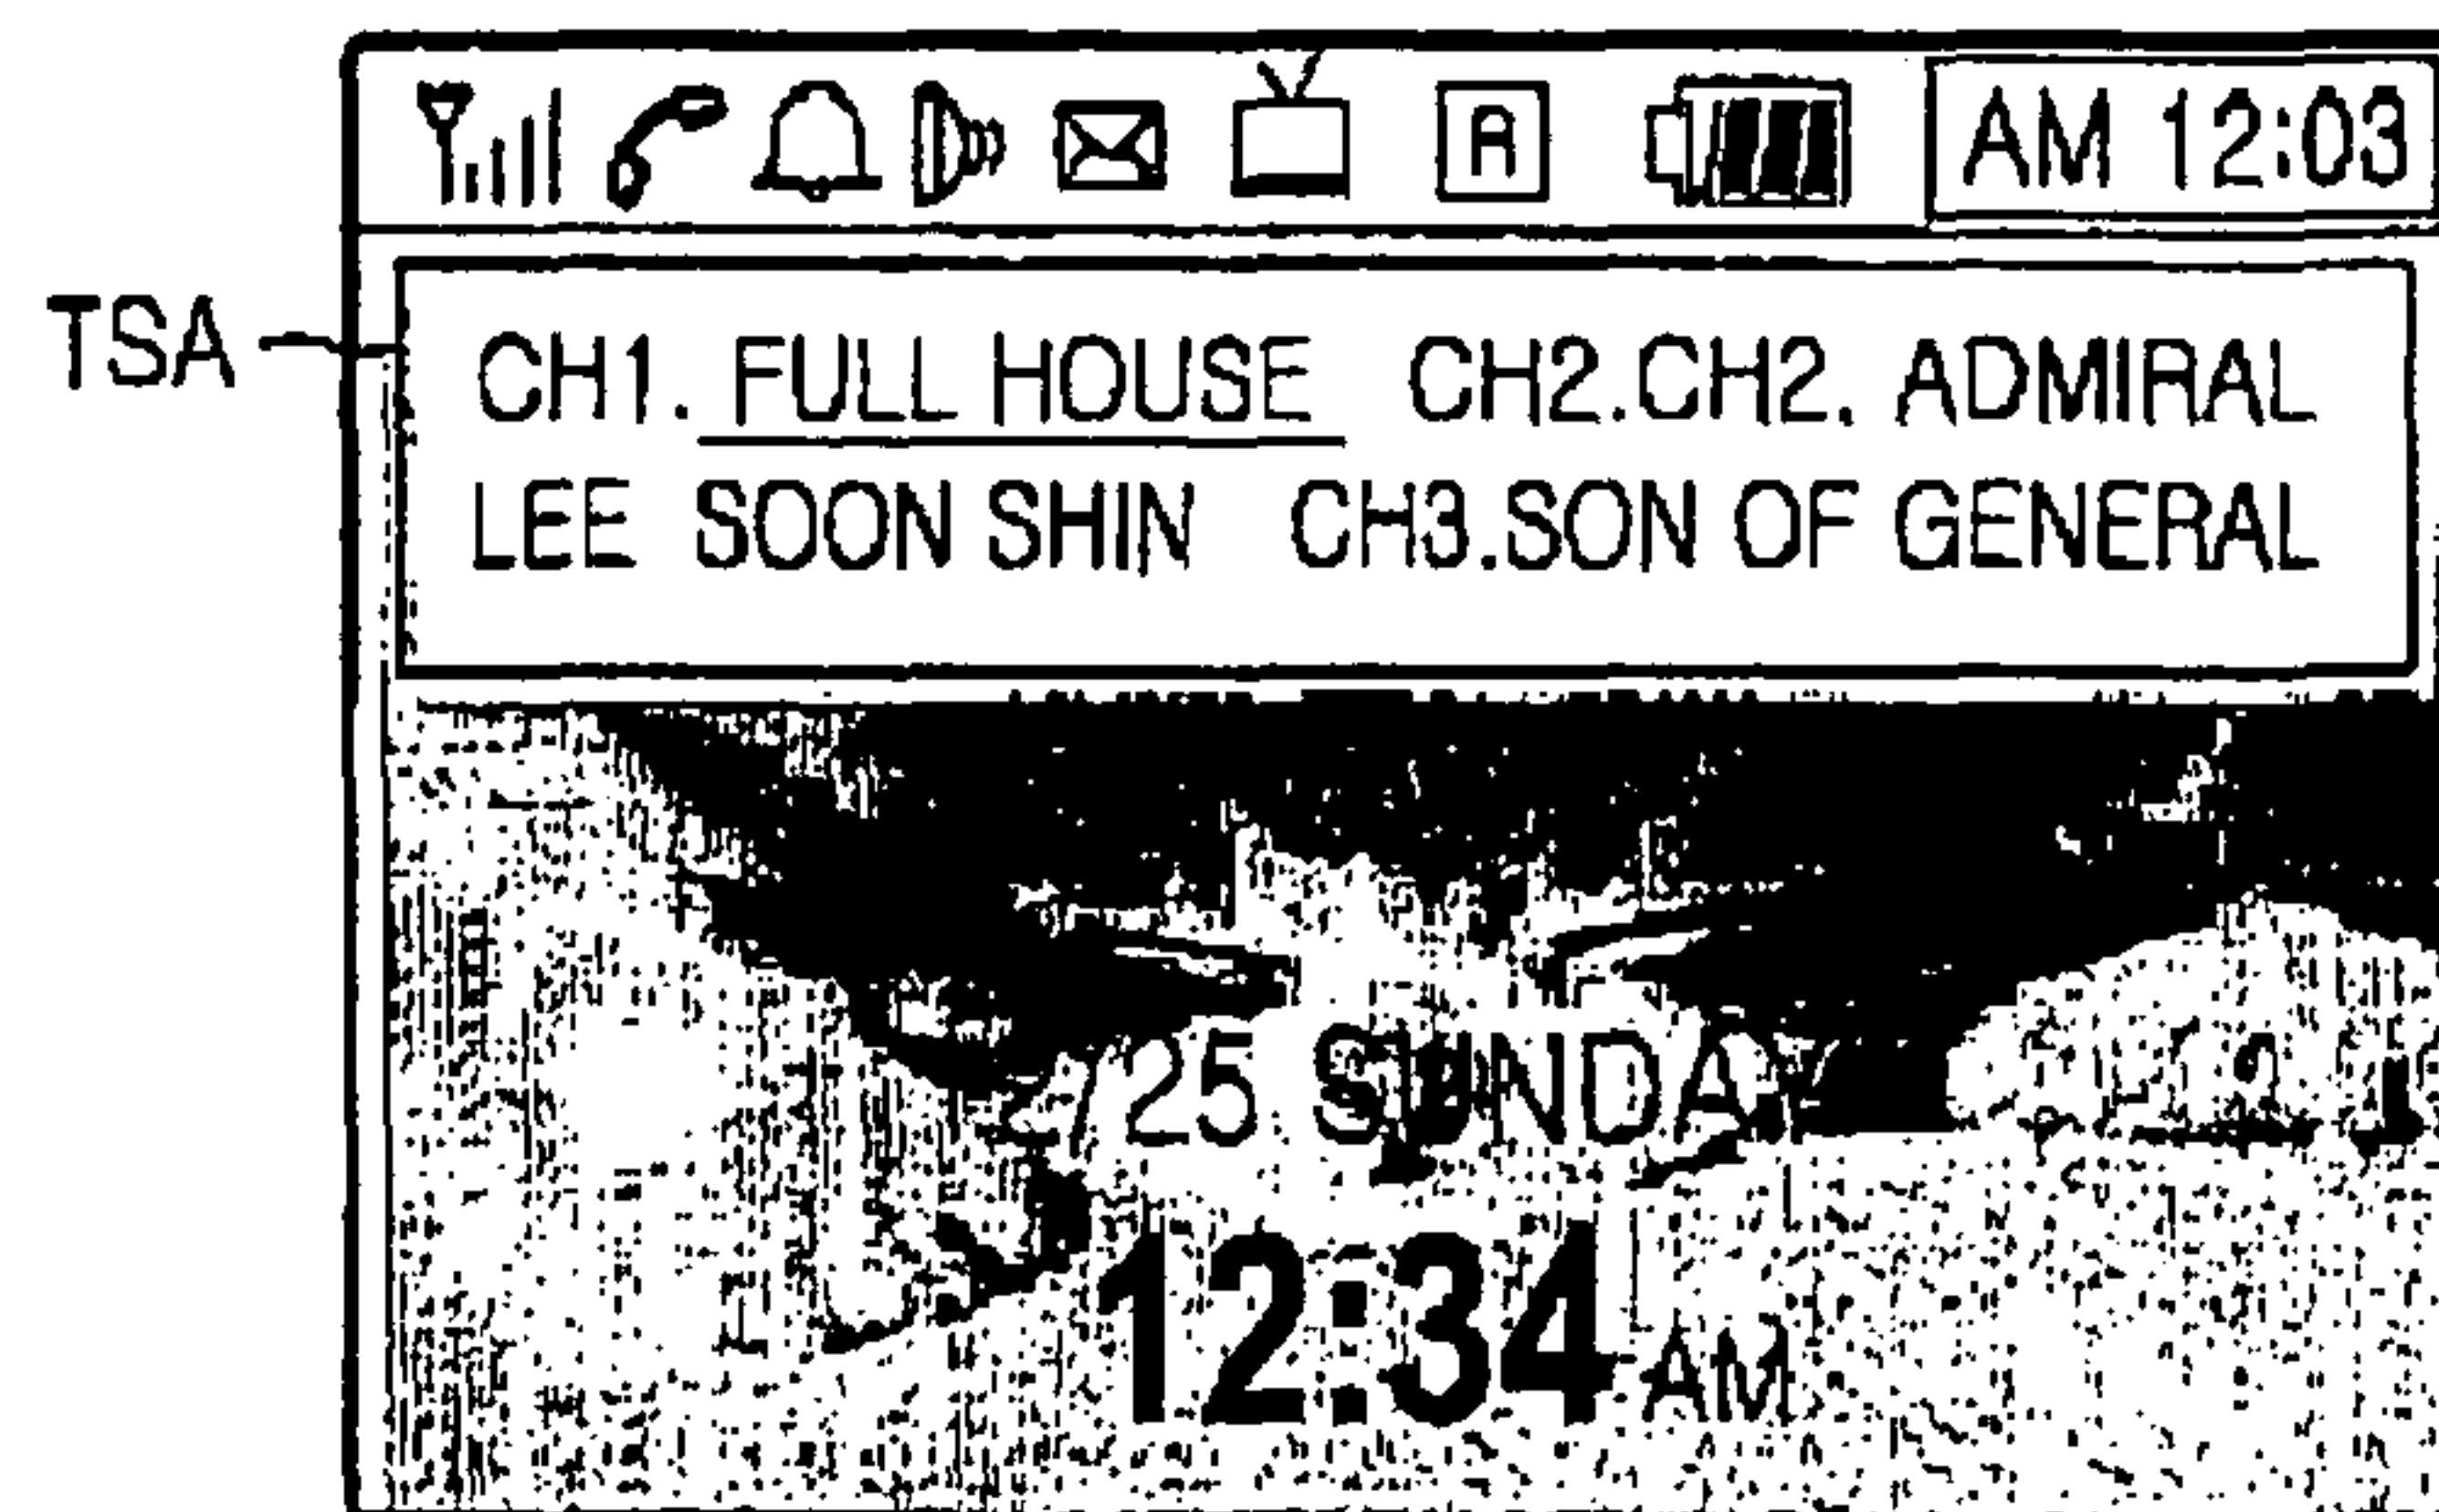 A AM 12:03
TSA
CH1. FULL HOUSE CH2.CH2. ADMIRAL
LEE SOON SHIN CH3.SON OF GENERAL
/25 SUNDAY
12:34 AM